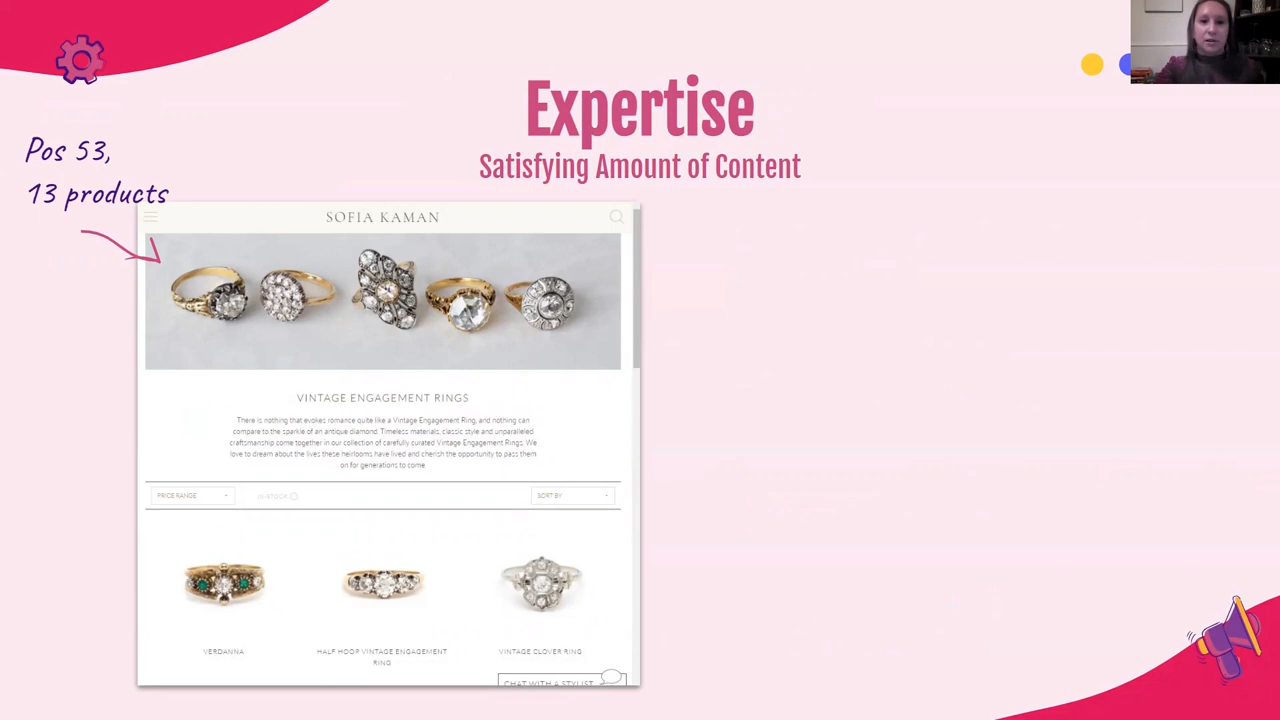 Expertise
Satisfying Amount of Content
Pos 53,
13 products
SOFIA KAMAN
VINTAGE ENGAGEMENT RINGS
There is nothing that evokes romance quite like a Vintage Engagement Ring, and nothing can
compare to the sparkle of an antique diamond. Timeless materials, classic style and unparalleled
craftsmanship come together in our collection of carefully curated Vintage Engagement Rings. We
love to dream about the lives these heirlooms have lived and cherish the opportunity to pass them
on for generations to come.
PRICE RANGE
IN-STOCK
SORT BY
VERDANNA
HALF HOOP VINTAGE ENGAGEMENT
RING
VINTAGE CLOVER RING
CHAT WITH A STYLIST